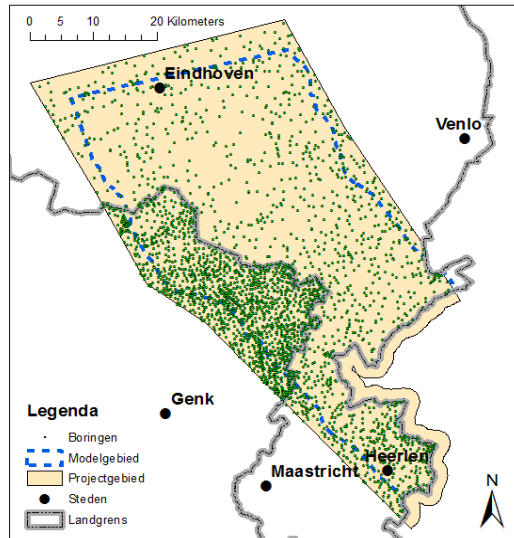 0 5 10 20 Kilometers
Eindhoven
Venlo
Genk
Legenda
Boringen
Modelgebied
Projectgebied
Steden
Landgrens
Heerlen
Maastricht
N